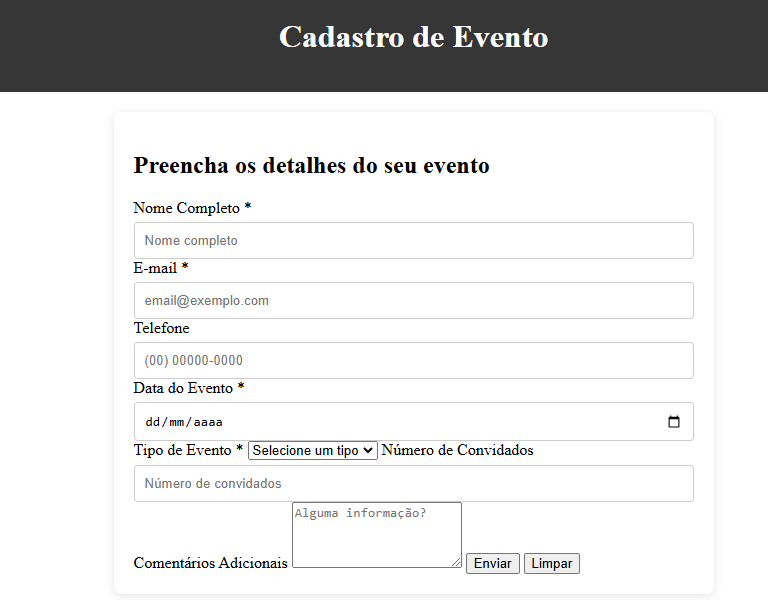 Cadastro de Evento
Preencha os detalhes do seu evento
Nome Completo *
Nome completo
E-mail *
email@exemplo.com
Telefone
(00) 00000-0000
Data do Evento *
dd/mm/aaaa
Tipo de Evento * Selecione um tipo Número de Convidados
Número de convidados
Alguma informação?
Comentários Adicionais Enviar Limpar